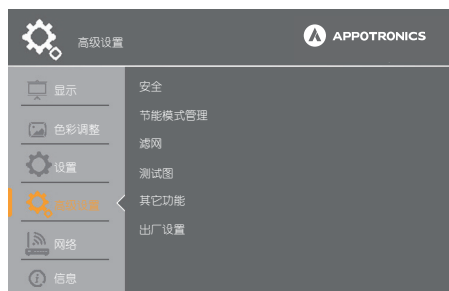 高级设置
APPOTRONICS
显示
色彩调整
设置
网络
信息
安全
节能模式管理
滤网
测试图
其它功能
出厂设置